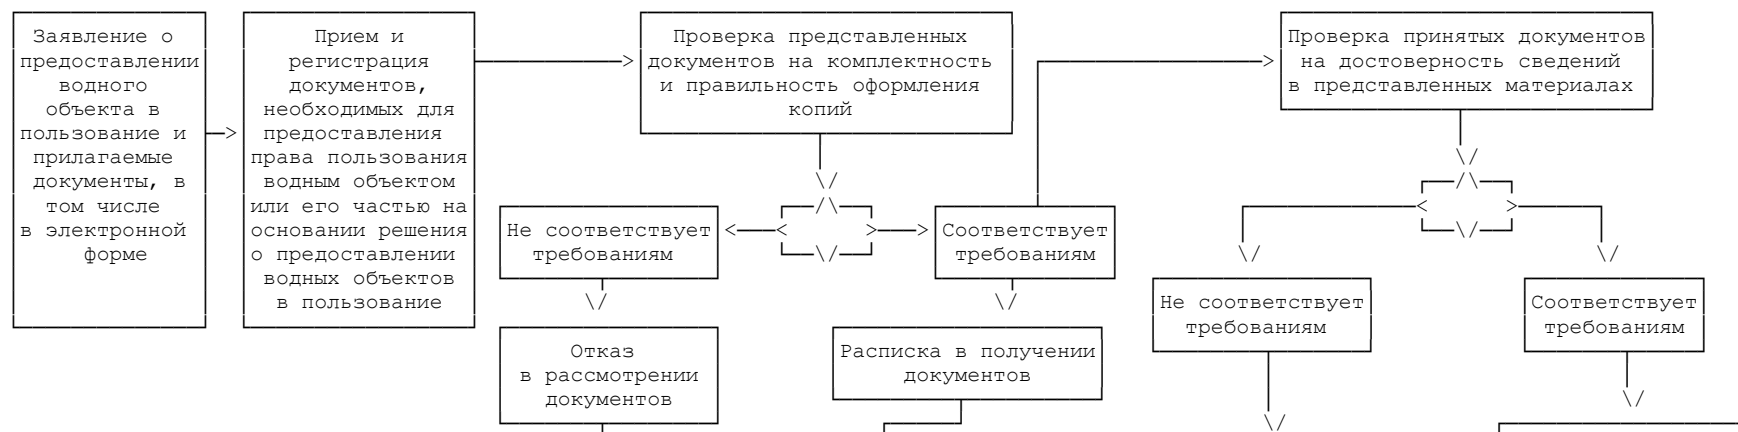 Заявление о
предоставлении
водного
объекта в
пользование и
прилагаемые
документы, в
том числе
в электронной
форме
Прием и
регистрация
документов,
необходимых для
предоставления
права пользования
водным объектом
или его частью на
основании решения
о предоставлении
водных объектов
в пользование
Проверка представленных
документов на комплектность
и правильность оформления
копий
Не соответствует
требованиям
Соответствует
требованиям
Отказ
в рассмотрении
документов
Расписка в получении
документов
Проверка принятых документов
на достоверность сведений
в представленных материалах
Не соответствует
требованиям
Соответствует
требованиям